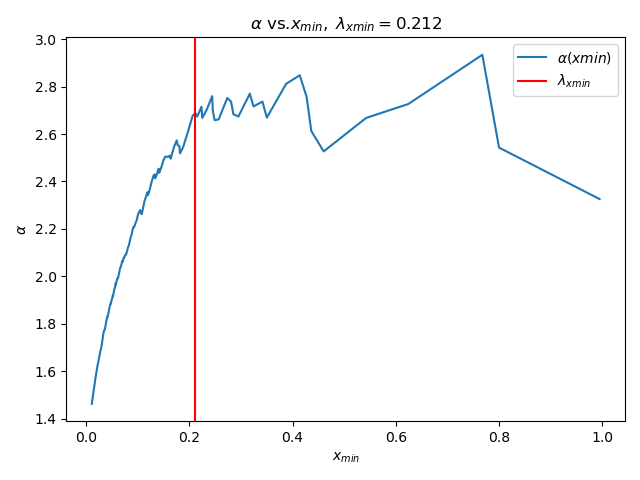 α vs.x_min, λ_xmin = 0.212
α(xmin)
λ_xmin
3.0
2.8
2.6
2.4
2.2
2.0
1.8
1.6
1.4
α
0.0 0.2 0.4 0.6 0.8 1.0
x_min